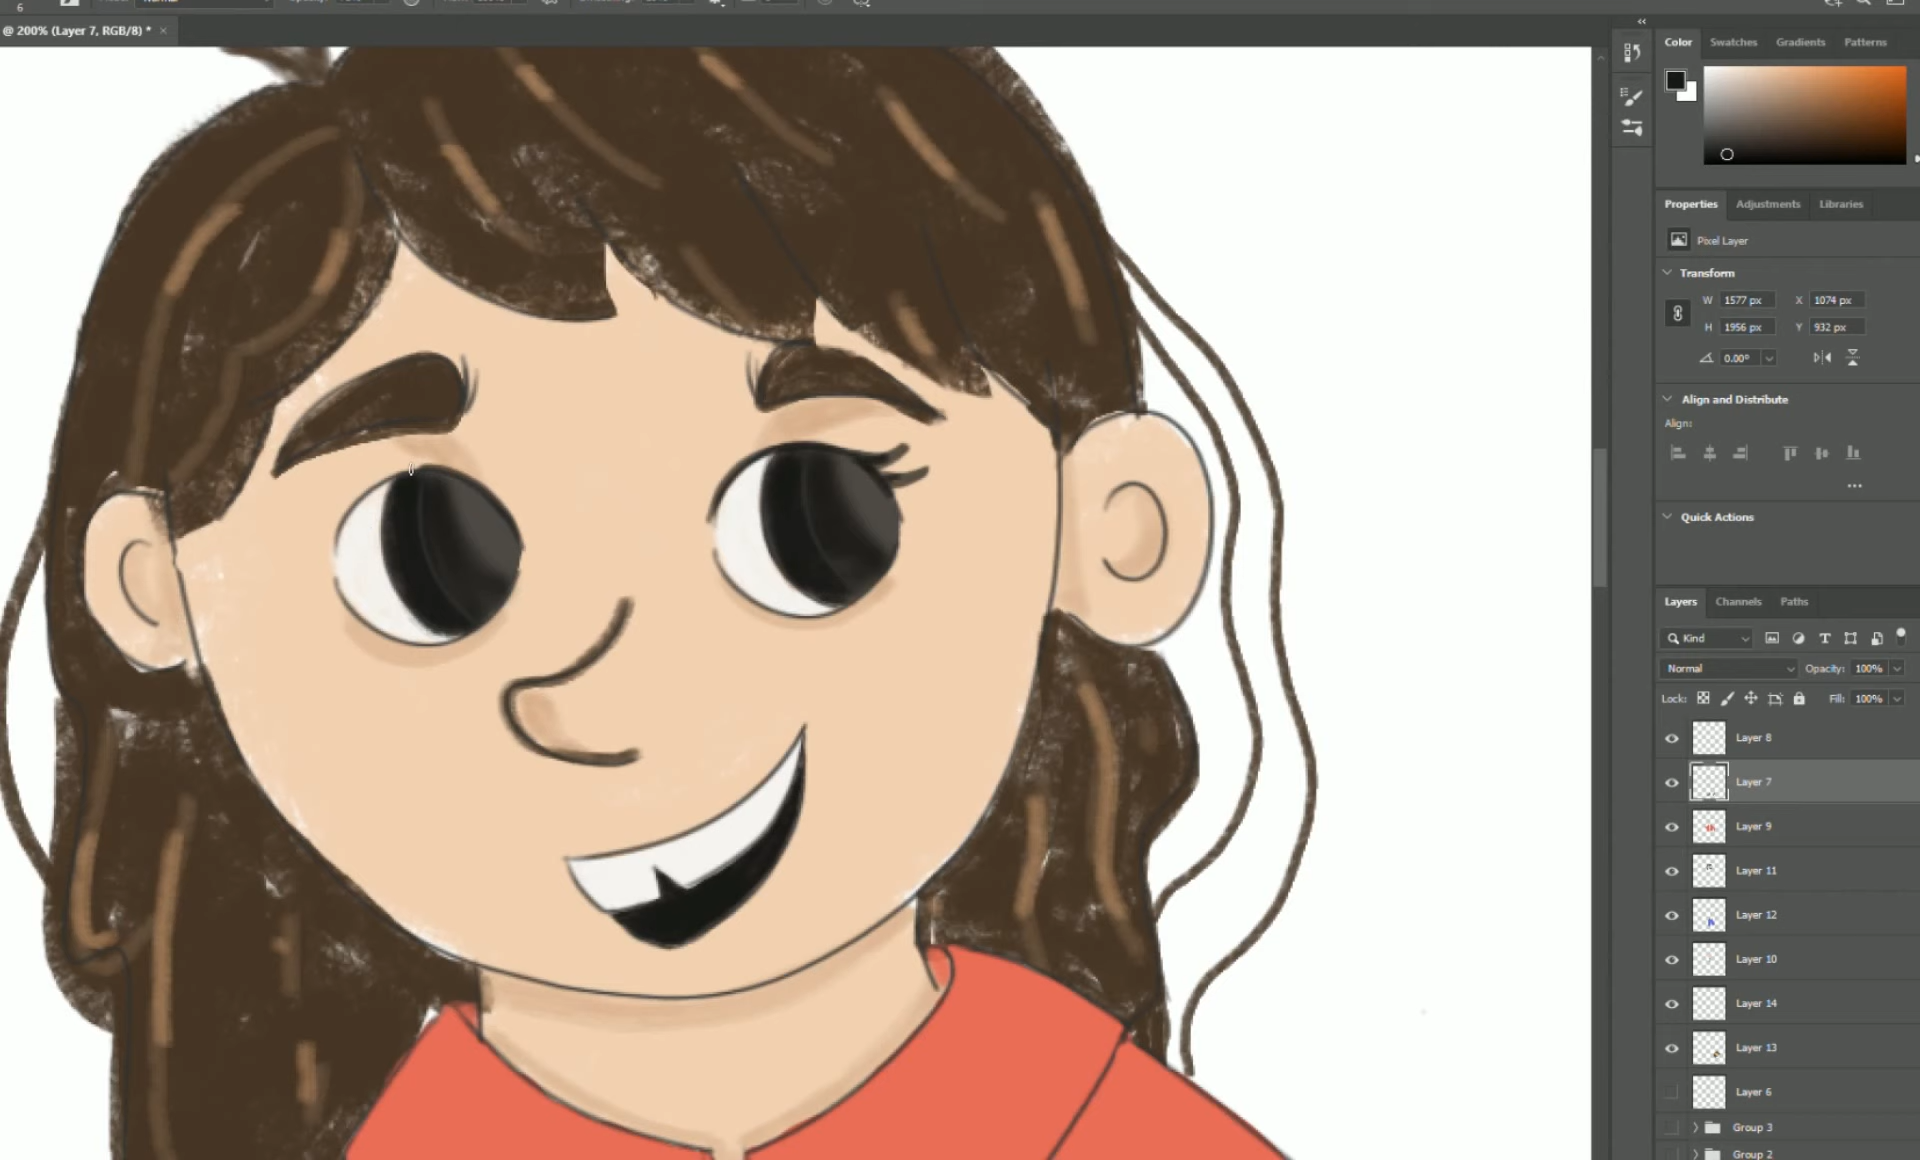 6
Normal
@ 200% (Layer 7, RGB/8) *
Color Swatches Gradients Patterns
Properties Adjustments Libraries
Pixel Layer
Transform
W 1577 px X 1074 px
H 1956 px Y 932 px
0.00°
Align and Distribute
Align:
Quick Actions
Layers Channels Paths
Kind
Normal Opacity: 100%
Lock: Fill: 100%
Layer 8
Layer 7
Layer 9
Layer 11
Layer 12
Layer 10
Layer 14
Layer 13
Layer 6
Group 3
Group 2